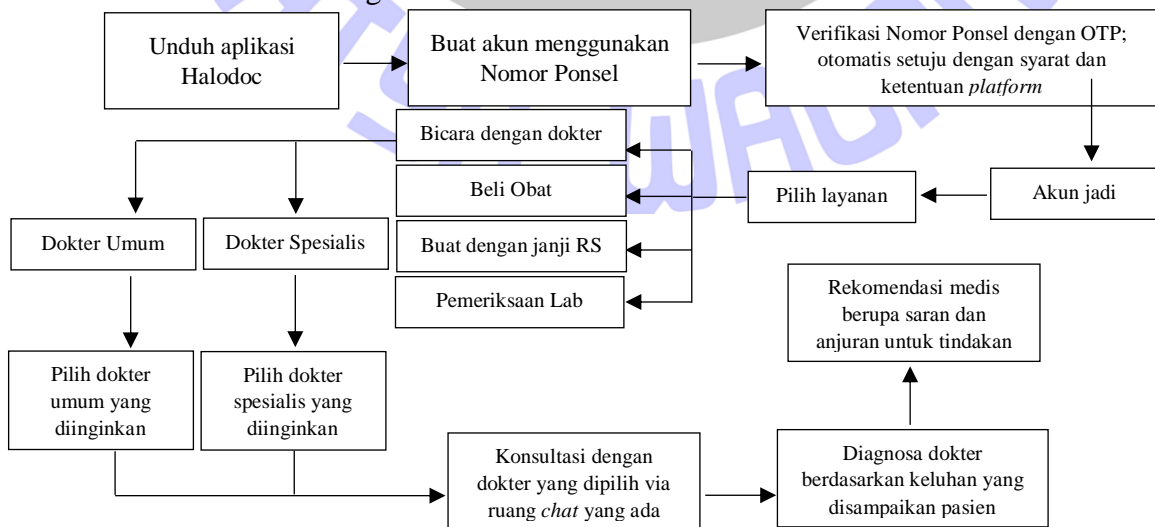 Unduh aplikasi
Halodoc
Buat akun menggunakan
Nomor Ponsel
Verifikasi Nomor Ponsel dengan OTP;
otomatis setuju dengan syarat dan
ketentuan platform
Bicara dengan dokter
Beli Obat
Buat dengan janji RS
Pemeriksaan Lab
Pilih layanan
Akun jadi
Dokter Umum
Dokter Spesialis
Rekomendasi medis
berupa saran dan
anjuran untuk tindakan
Pilih dokter
umum yang
diinginkan
Pilih dokter
spesialis yang
diinginkan
Konsultasi dengan
dokter yang dipilih via
ruang chat yang ada
Diagnosa dokter
berdasarkan keluhan yang
disampaikan pasien